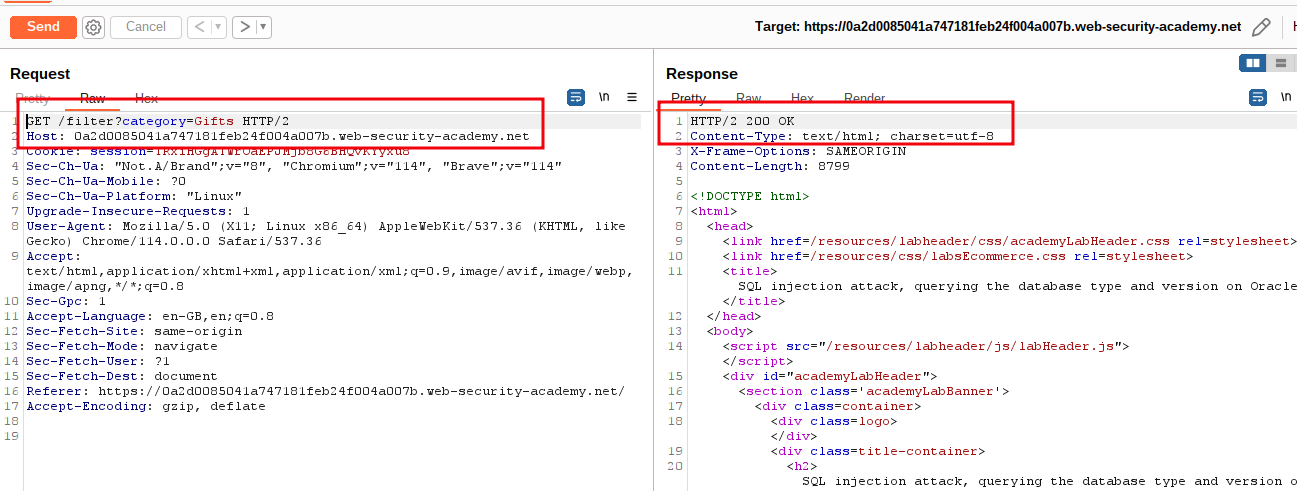 Send
Cancel
Target: https://0a2d0085041a747181feb24f004a007b.web-security-academy.net
Request
Pretty Raw Hex
\n
1 GET /filter?category=Gifts HTTP/2
2 Host: 0a2d0085041a747181feb24f004a007b.web-security-academy.net
3 Cookie:
4 Sec-Ch-Ua: "Not.A/Brand";v="8", "Chromium";v="114", "Brave";v="114"
5 Sec-Ch-Ua-Mobile: ?0
6 Sec-Ch-Ua-Platform: "Linux"
7 Upgrade-Insecure-Requests: 1
8 User-Agent: Mozilla/5.0 (X11; Linux x86_64) AppleWebKit/537.36 (KHTML, like
Gecko) Chrome/114.0.0.0 Safari/537.36
9 Accept:
text/html,application/xhtml+xml,application/xml;q=0.9,image/avif,image/webp,
image/apng,*/*;q=0.8
10 Sec-Gpc: 1
11 Accept-Language: en-GB,en;q=0.8
12 Sec-Fetch-Site: same-origin
13 Sec-Fetch-Mode: navigate
14 Sec-Fetch-User: ?1
15 Sec-Fetch-Dest: document
16 Referer: https://0a2d0085041a747181feb24f004a007b.web-security-academy.net/
17 Accept-Encoding: gzip, deflate
18
19
Response
Pretty Raw Hex Render
\n
1 HTTP/2 200 OK
2 Content-Type: text/html; charset=utf-8
3 X-Frame-Options: SAMEORIGIN
4 Content-Length: 8799
5
6 <!DOCTYPE html>
7 <html>
8 <head>
9 <link href=/resources/labheader/css/academyLabHeader.css rel=stylesheet>
10 <link href=/resources/css/labsEcommerce.css rel=stylesheet>
11 <title>
SQL injection attack, querying the database type and version on Oracle
</title>
12 </head>
13 <body>
14 <script src="/resources/labheader/js/labHeader.js">
</script>
15 <div id="academyLabHeader">
16 <section class='academyLabBanner'>
17 <div class=container>
18 <div class=logo>
</div>
19 <div class=title-container>
20 <h2>
SQL injection attack, querying the database type and version o